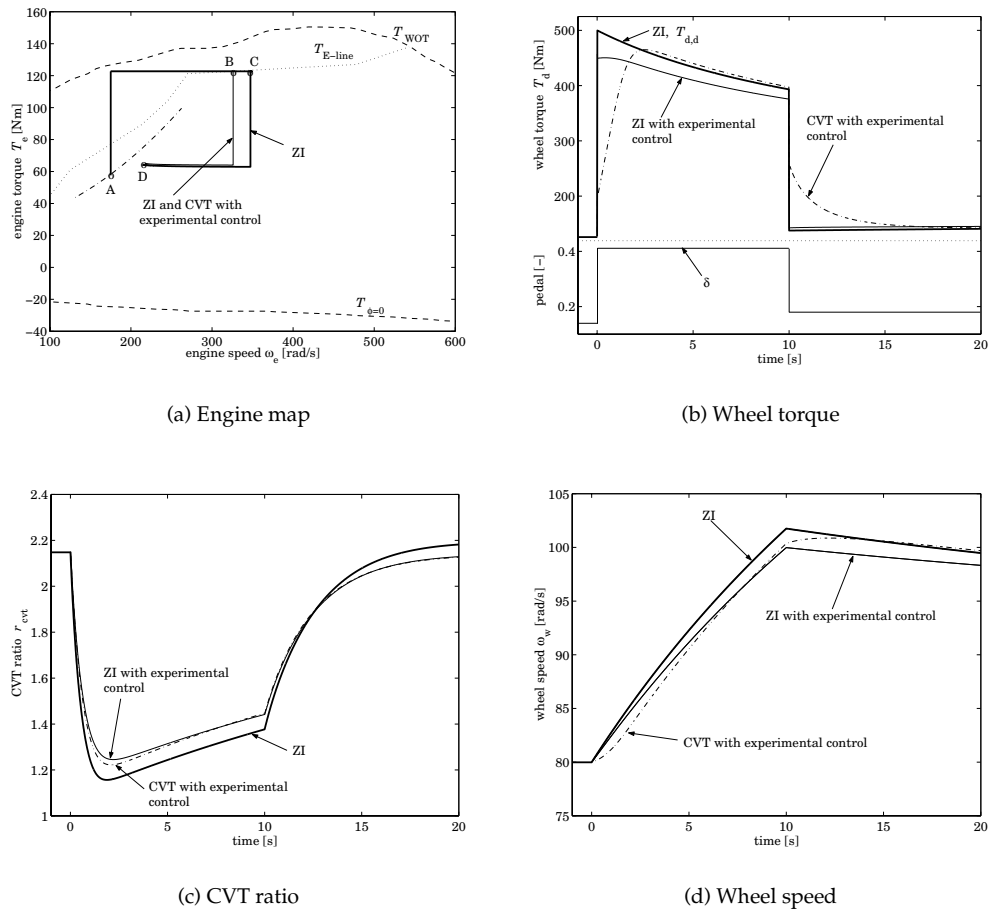 160
140
120
100
80
60
40
20
0
−20
−40
engine torque T_e [Nm]
T_WOT
T_E−line
B C
ZI
A
D
ZI and CVT with
experimental control
T_ϕ=0
100 200 300 400 500 600
engine speed ω_e [rad/s]
(a) Engine map
500
400
300
200
wheel torque T_d [Nm]
ZI, T_d,d
ZI with experimental
control
CVT with experimental
control
0.4
0.2
pedal [−]
δ
0 5 10 15 20
time [s]
(b) Wheel torque
2.4
2.2
2
1.8
1.6
1.4
1.2
1
CVT ratio r_cvt
ZI with experimental
control
ZI
CVT with experimental
control
0 5 10 15 20
time [s]
(c) CVT ratio
105
100
95
90
85
80
75
wheel speed ω_w [rad/s]
ZI
ZI with experimental control
CVT with experimental control
0 5 10 15 20
time [s]
(d) Wheel speed